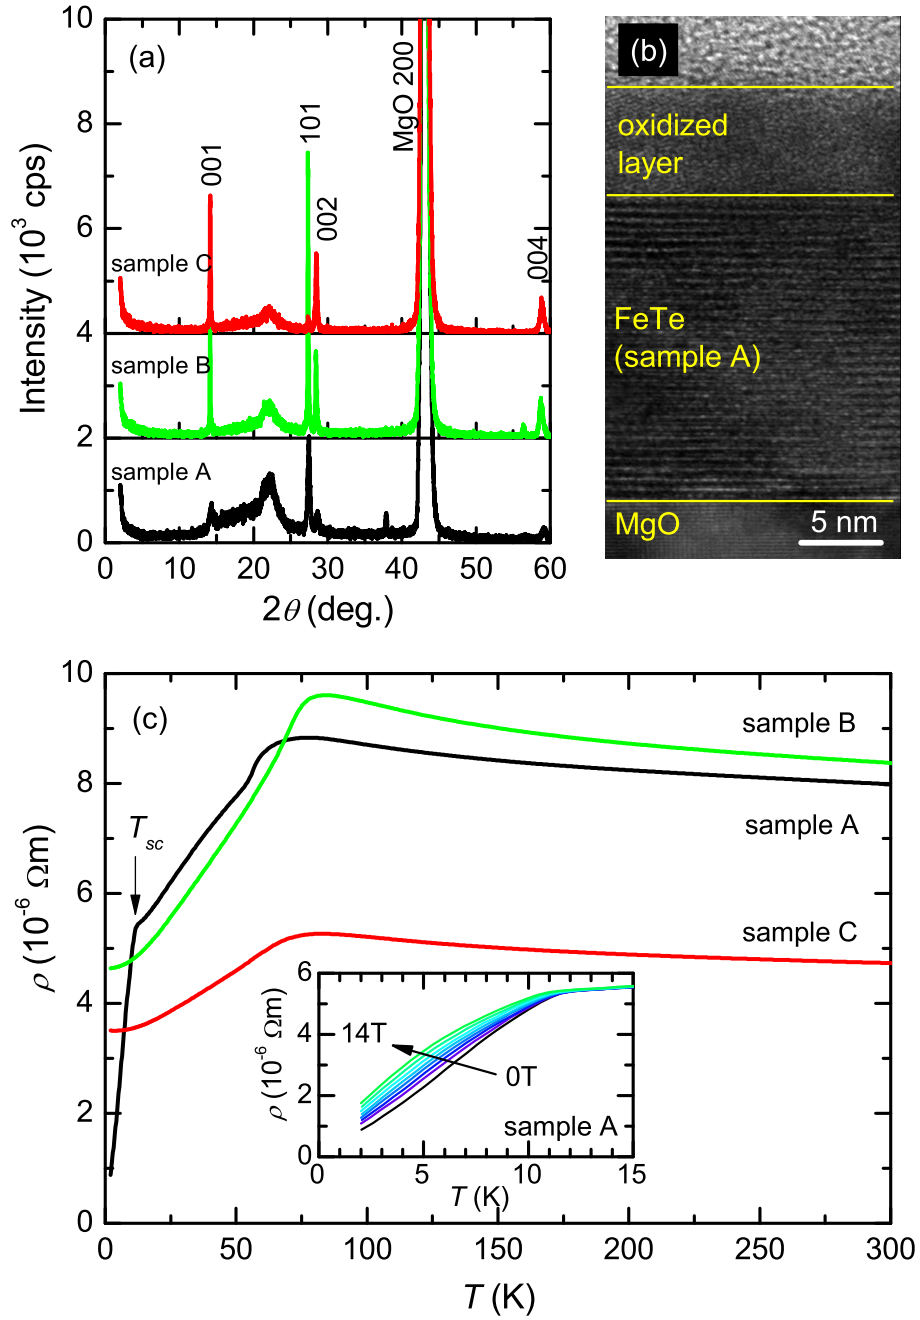 (a)
Intensity (10³ cps)
10
8
6
4
2
0
001
101
002
MgO 200
004
sample C
sample B
sample A
0 10 20 30 40 50 60
2θ (deg.)
(b)
oxidized
layer
FeTe
(sample A)
MgO
5 nm
(c)
ρ (10⁻⁶ Ωm)
10
8
6
4
2
0
T_sc
sample B
sample A
sample C
ρ (10⁻⁶ Ωm)
6
4
2
0
14T
0T
sample A
0 5 10 15
T (K)
0 50 100 150 200 250 300
T (K)